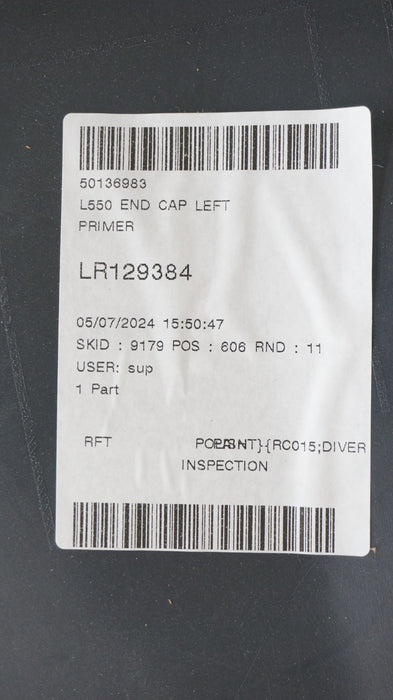 50136983
L550 END CAP LEFT
PRIMER
LR129384
05/07/2024 15:50:47
SKID : 9179 POS : 606 RND : 11
USER: sup
1 Part
RFT
{RC015;DIVER
INSPECTION